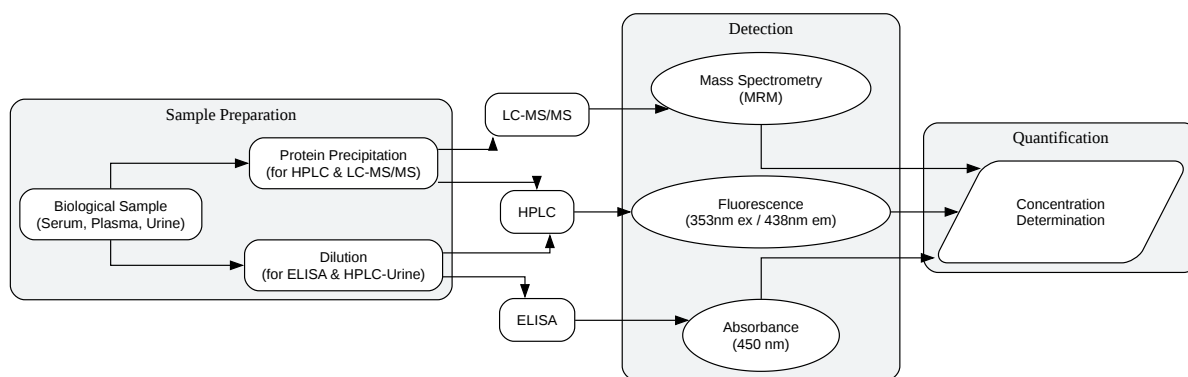 Sample Preparation
Biological Sample
(Serum, Plasma, Urine)
Protein Precipitation
(for HPLC & LC-MS/MS)
Dilution
(for ELISA & HPLC-Urine)
LC-MS/MS
HPLC
ELISA
Detection
Mass Spectrometry
(MRM)
Fluorescence
(353nm ex / 438nm em)
Absorbance
(450 nm)
Quantification
Concentration
Determination